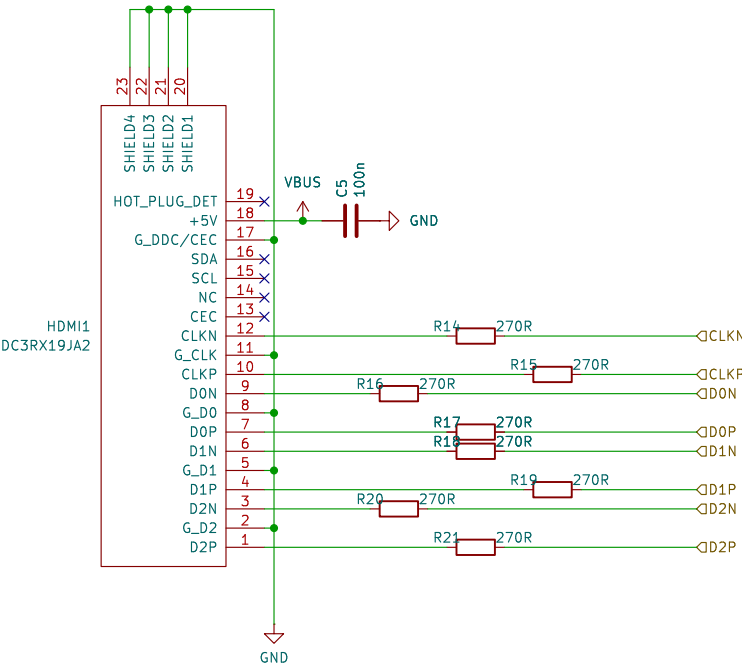 23
22
21
20
SHIELD4
SHIELD3
SHIELD2
SHIELD1
HDMI1
DC3RX19JA2
HOT_PLUG_DET 19
+5V 18
G_DDC/CEC 17
SDA 16
SCL 15
NC 14
CEC 13
CLKN 12
G_CLK 11
CLKP 10
D0N 9
G_D0 8
D0P 7
D1N 6
G_D1 5
D1P 4
D2N 3
G_D2 2
D2P 1
VBUS
C5
100n
GND
R14 270R CLKN
R15 270R CLKP
R16 270R D0N
R17 270R D0P
R18 270R D1N
R19 270R D1P
R20 270R D2N
R21 270R D2P
GND